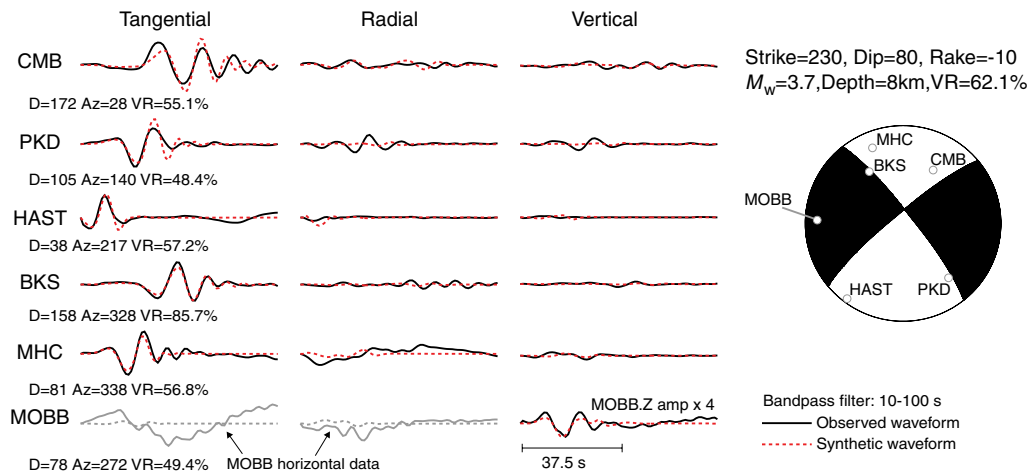 Tangential Radial Vertical
CMB
D=172 Az=28 VR=55.1%
PKD
D=105 Az=140 VR=48.4%
HAST
D=38 Az=217 VR=57.2%
BKS
D=158 Az=328 VR=85.7%
MHC
D=81 Az=338 VR=56.8%
MOBB
D=78 Az=272 VR=49.4%
MOBB horizontal data
MOBB.Z amp x 4
37.5 s
Strike=230, Dip=80, Rake=-10
Mw=3.7,Depth=8km,VR=62.1%
MHC
BKS
CMB
MOBB
HAST
PKD
Bandpass filter: 10-100 s
Observed waveform
Synthetic waveform